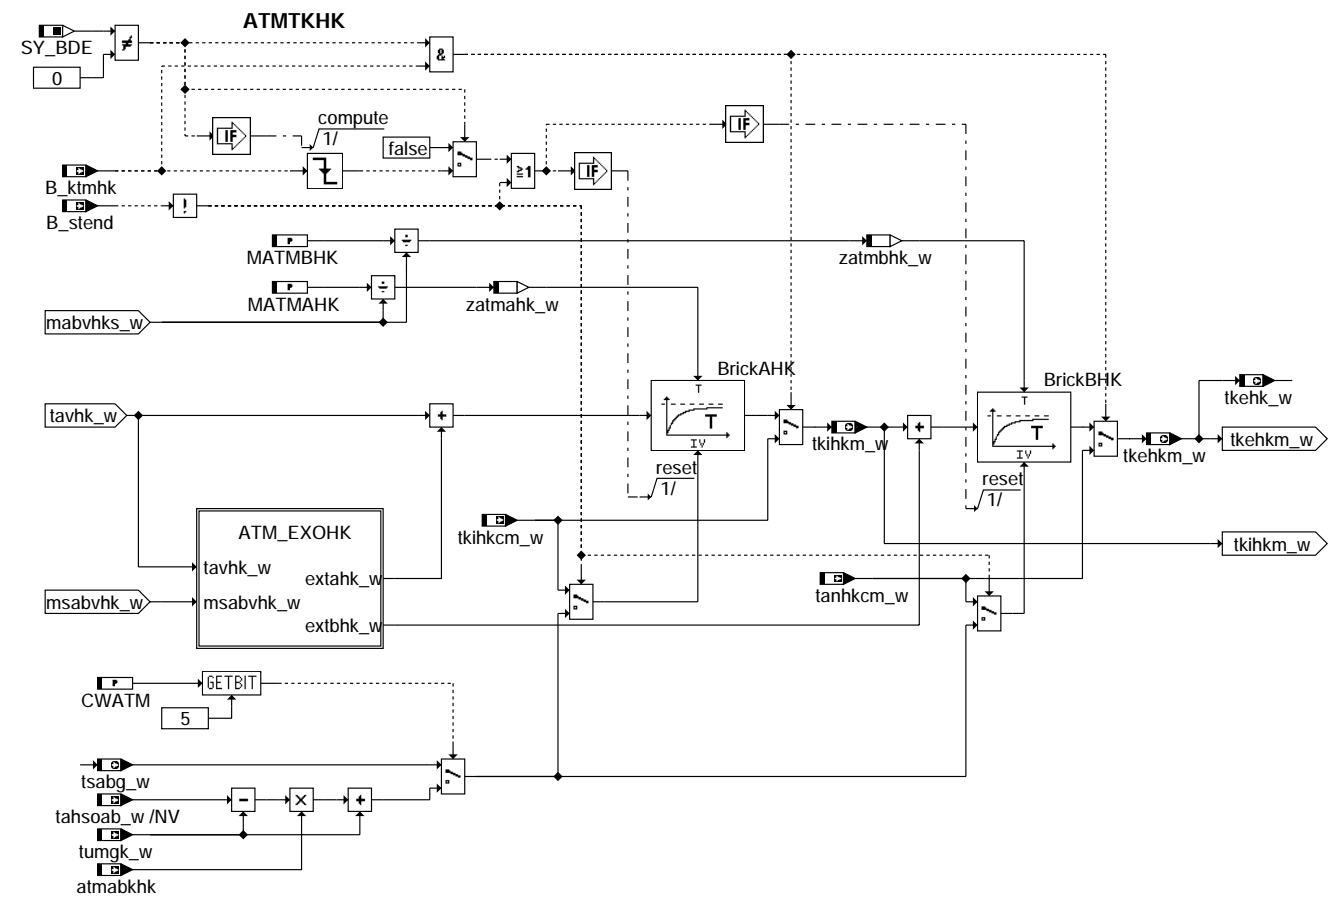 ATMTKHK
SY_BDE
≠
0
&
IF
compute
1/
false
≥1
IF
IF
B_ktmhk
B_stend
!
P
MATMBHK
÷
zatmbhk_w
P
MATMAHK
÷
zatmahk_w
mabvhks_w
BrickAHK
T
T
IV
BrickBHK
T
T
IV
tkehk_w
tavhk_w
+
tkihkm_w
+
tkehkm_w
tkehkm_w
reset
1/
reset
1/
ATM_EXOHK
tavhk_w
extahk_w
msabvhk_w
extbhk_w
tkihkcm_w
tkihkm_w
tanhkcm_w
msabvhk_w
P
CWATM
GETBIT
5
tsabg_w
tahsoab_w /NV
−
×
+
tumgk_w
atmabkhk